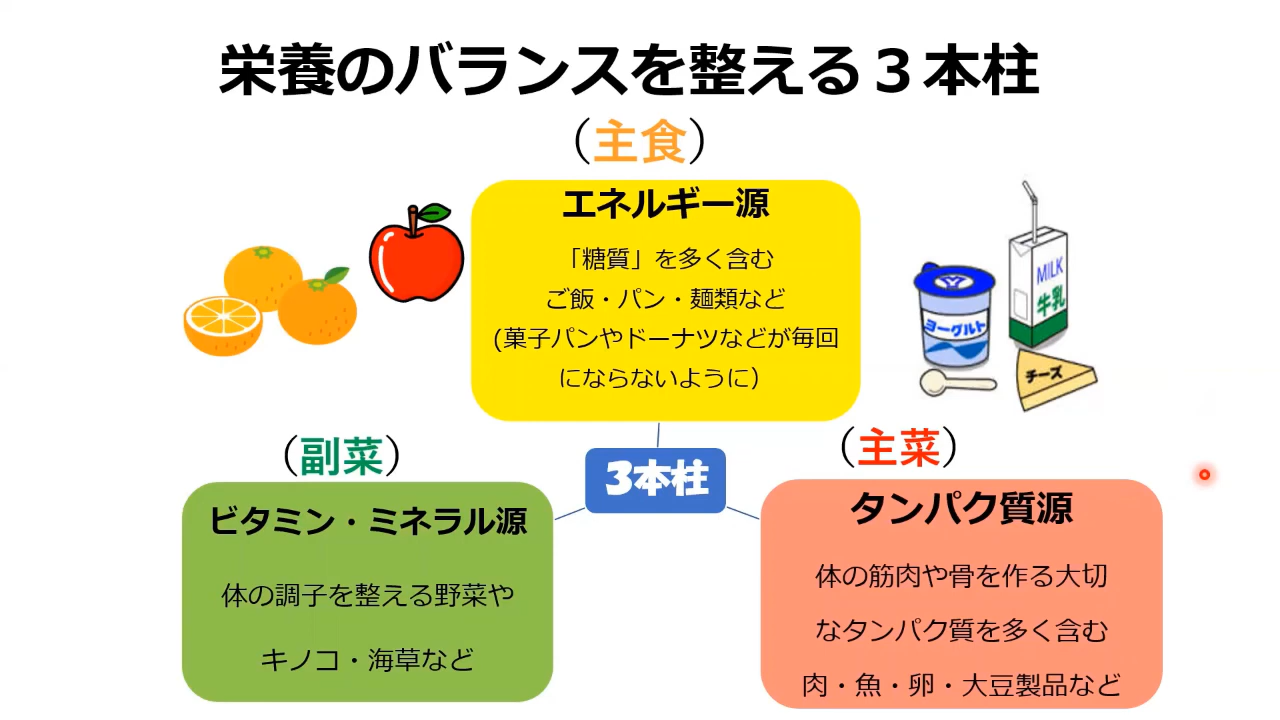 栄養のバランスを整える３本柱
（主食）
エネルギー源
「糖質」を多く含む
ご飯・パン・麺類など
(菓子パンやドーナツなどが毎回
にならないように）
MILK
牛乳
ヨーグルト
チーズ
（副菜）
ビタミン・ミネラル源
体の調子を整える野菜や
キノコ・海草など
3本柱
（主菜）
タンパク質源
体の筋肉や骨を作る大切
なタンパク質を多く含む
肉・魚・卵・大豆製品など